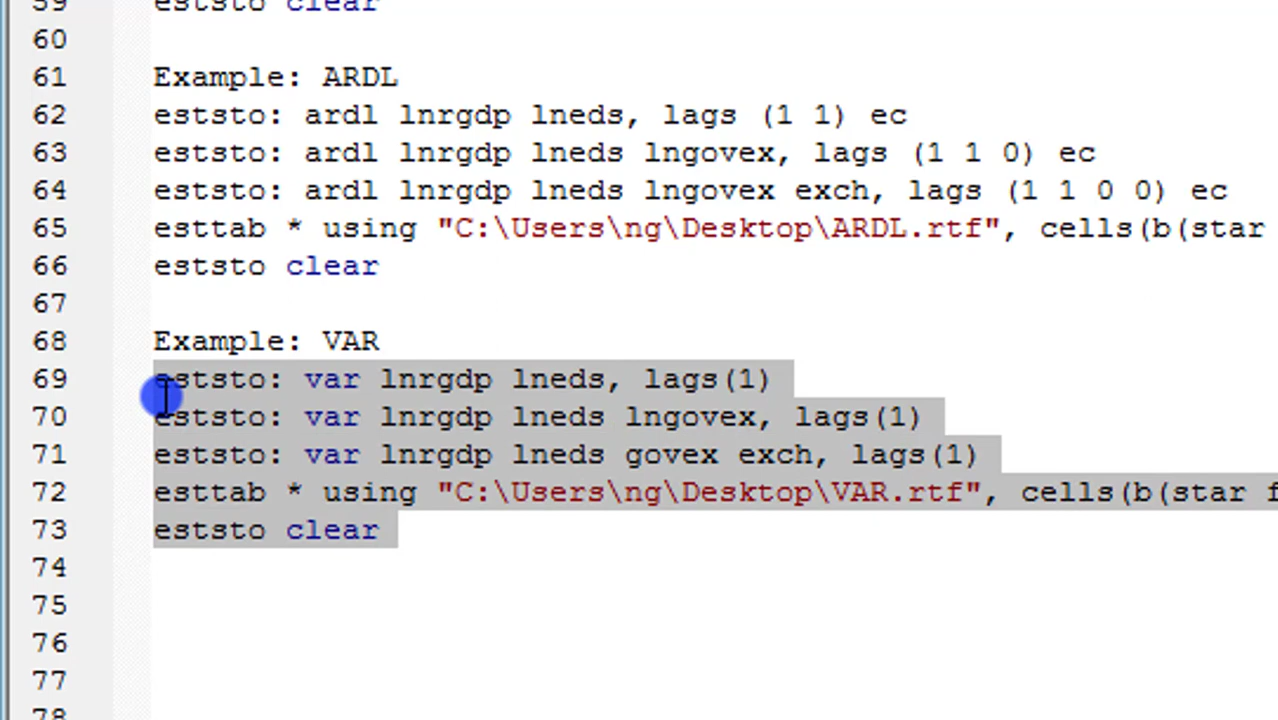 59 eststo clear
60
61 Example: ARDL
62 eststo: ardl lnrgdp lneds, lags (1 1) ec
63 eststo: ardl lnrgdp lneds lngovex, lags (1 1 0) ec
64 eststo: ardl lnrgdp lneds lngovex exch, lags (1 1 0 0) ec
65 esttab * using "C:\Users\ng\Desktop\ARDL.rtf", cells(b(star
66 eststo clear
67
68 Example: VAR
69 eststo: var lnrgdp lneds, lags(1)
70 eststo: var lnrgdp lneds lngovex, lags(1)
71 eststo: var lnrgdp lneds govex exch, lags(1)
72 esttab * using "C:\Users\ng\Desktop\VAR.rtf", cells(b(star f
73 eststo clear
74
75
76
77
78